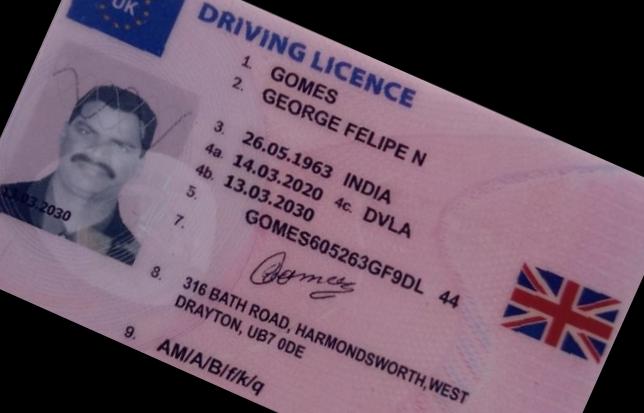 UK
DRIVING LICENCE
1. GOMES
2. GEORGE FELIPE N
3. 26.05.1963 INDIA
4a. 14.03.2020 4c. DVLA
4b. 13.03.2030
5. GOMES605263GF9DL 44
7. Gomes
.03.2030
8. 316 BATH ROAD, HARMONDSWORTH,WEST
DRAYTON, UB7 0DE
9. AM/A/B/f/k/q